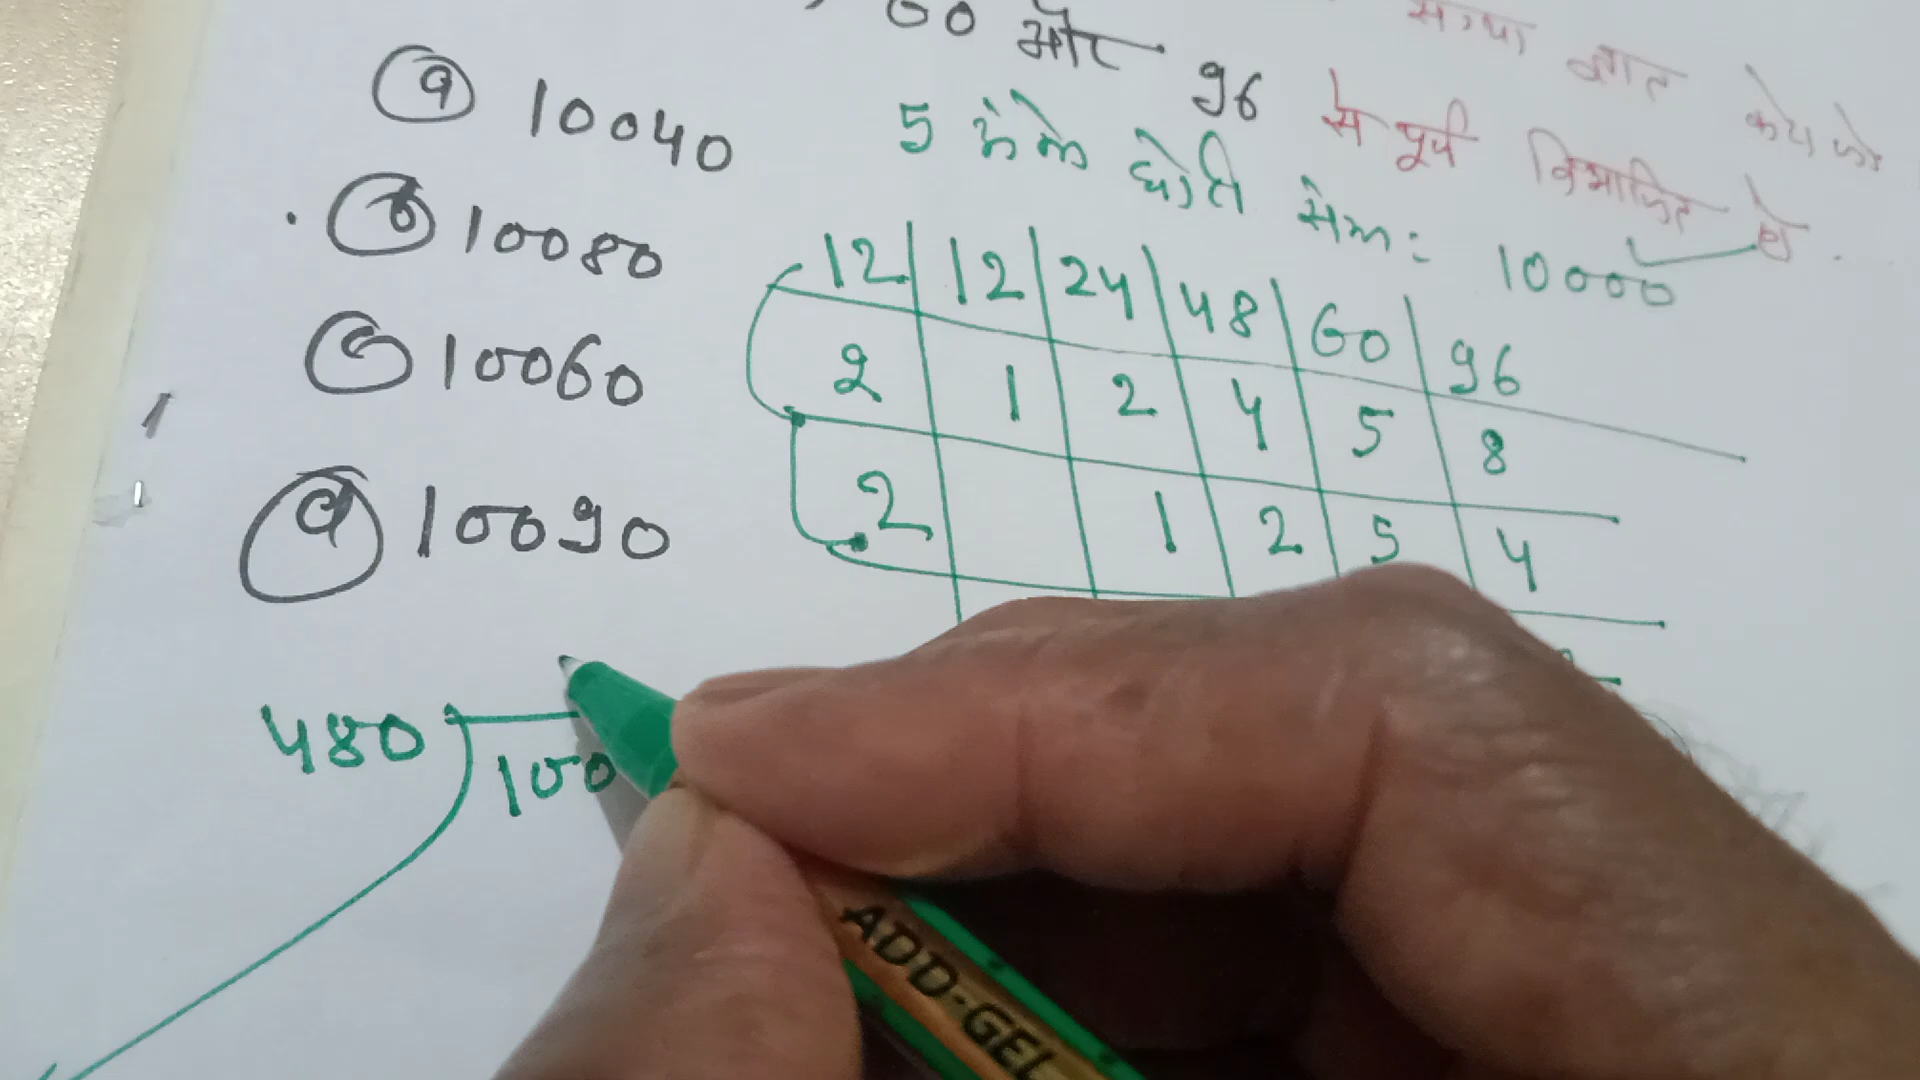 60 और 96 से पूर्ण विभाजित हो.
5 अंको छोटी संख्या = 10000
(a) 10040
(b) 10080
(c) 10060
(d) 10090
12 | 12 | 24 | 48 | 60 | 96
2 | 1 | 2 | 4 | 5 | 8
2 | 1 | 2 | 5 | 4
480 ) 100
ADD-GEL